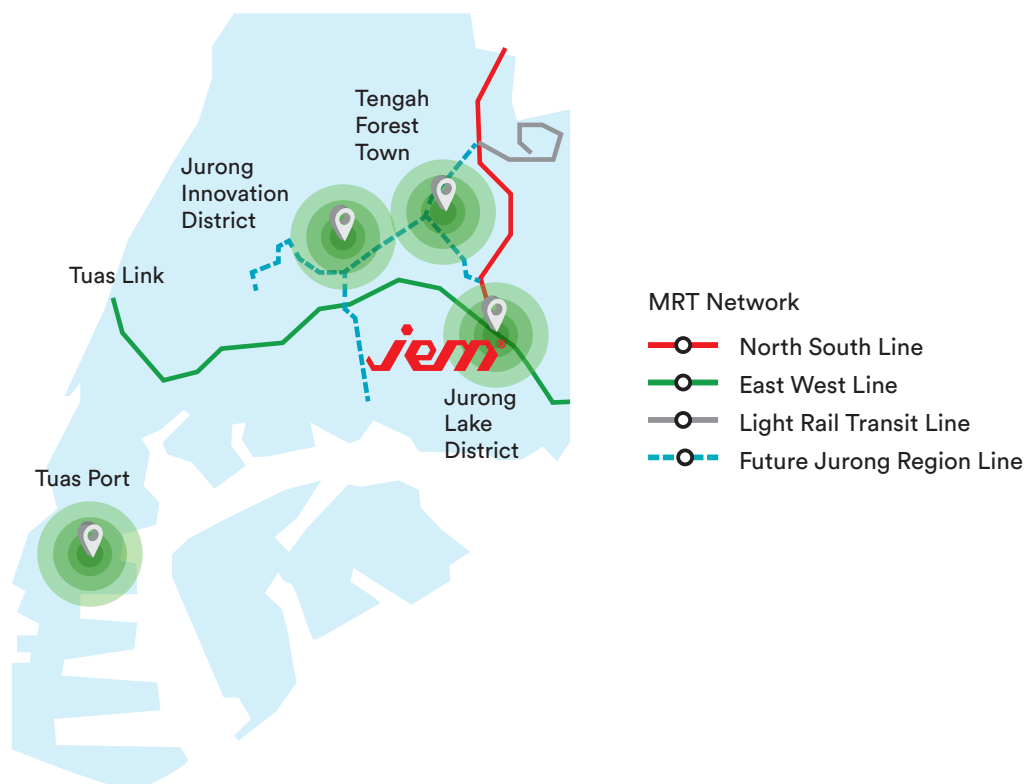 Tengah
Forest
Town
Jurong
Innovation
District
Tuas Link
jem®
Jurong
Lake
District
Tuas Port
MRT Network
North South Line
East West Line
Light Rail Transit Line
Future Jurong Region Line